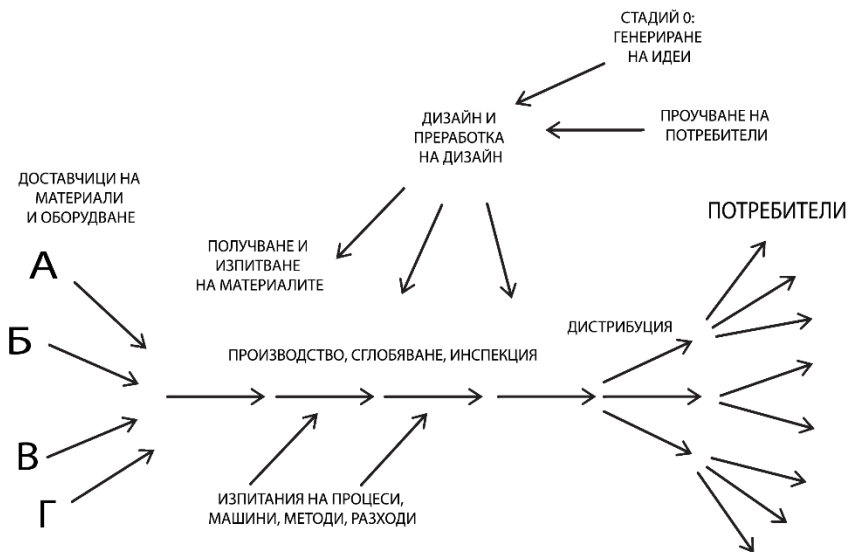 СТАДИЙ 0:
ГЕНЕРИРАНЕ
НА ИДЕИ
ДИЗАЙН И
ПРЕРАБОТКА
НА ДИЗАЙН
ПРОУЧВАНЕ НА
ПОТРЕБИТЕЛИ
ДОСТАВЧИЦИ НА
МАТЕРИАЛИ
И ОБОРУДВАНЕ
ПОЛУЧВАНЕ И
ИЗПИТВАНЕ
НА МАТЕРИАЛИТЕ
ПОТРЕБИТЕЛИ
А
Б
В
Г
ПРОИЗВОДСТВО, СГЛОБЯВАНЕ, ИНСПЕКЦИЯ
ДИСТРИБУЦИЯ
ИЗПИТАНИЯ НА ПРОЦЕСИ,
МАШИНИ, МЕТОДИ, РАЗХОДИ